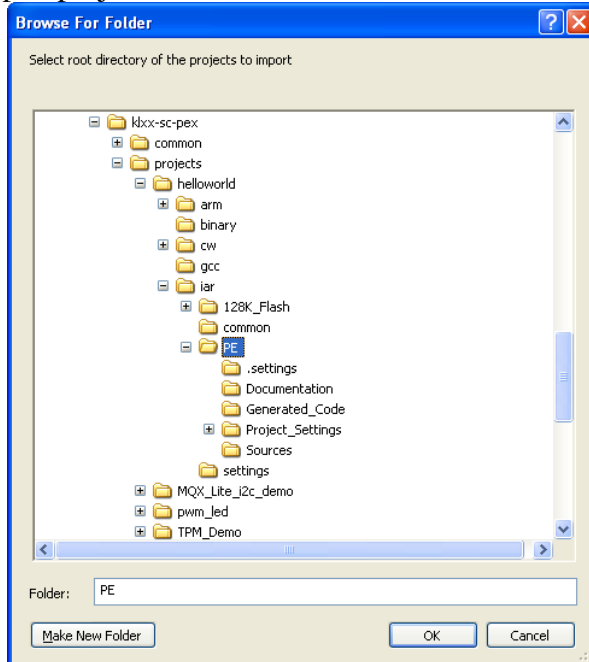 Browse For Folder
Select root directory of the projects to import
klxx-sc-pex
common
projects
helloworld
arm
binary
cw
gcc
iar
128K_Flash
common
PE
.settings
Documentation
Generated_Code
Project_Settings
Sources
settings
MQX_Lite_i2c_demo
pwm_led
TPM_Demo
Folder: PE
Make New Folder OK Cancel